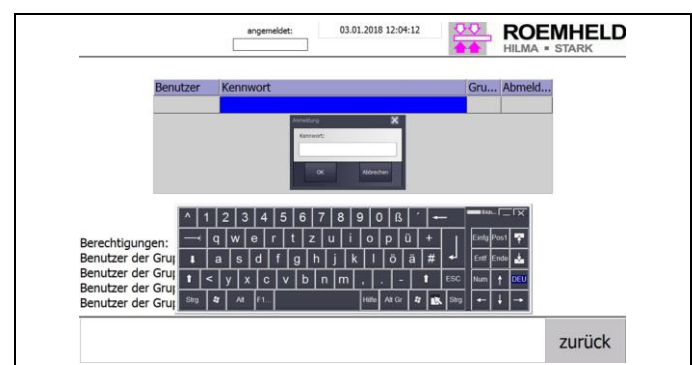 angemeldet:
03.01.2018 12:04:12
ROEMHELD
HILMA ▪ STARK
Benutzer Kennwort Gru... Abmeld...
Anmeldung
Kennwort:
OK Abbrechen
^ 1 2 3 4 5 6 7 8 9 0 ß ´ ←
q w e r t z u i o p ü + Einfg Pos1
a s d f g h j k l ö ä # Entf Ende
< y x c v b n m , . - ESC Num ↑ DEU
Strg Alt F1... Hilfe Alt Gr Strg ← ↓ →
Berechtigungen:
Benutzer der Grup
Benutzer der Grup
Benutzer der Grup
Benutzer der Grup
zurück